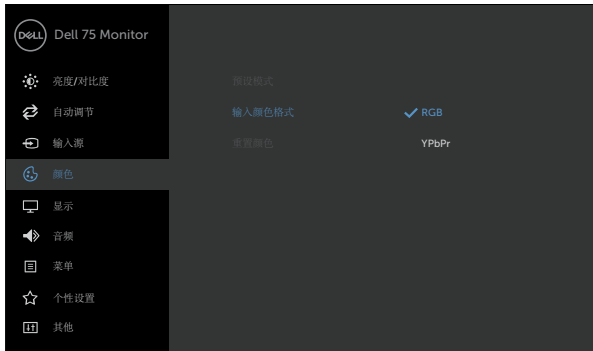 DELL Dell 75 Monitor
亮度/对比度
预设模式
自动调节
输入颜色格式 RGB
输入源
重置颜色 YPbPr
颜色
显示
音频
菜单
个性设置
其他